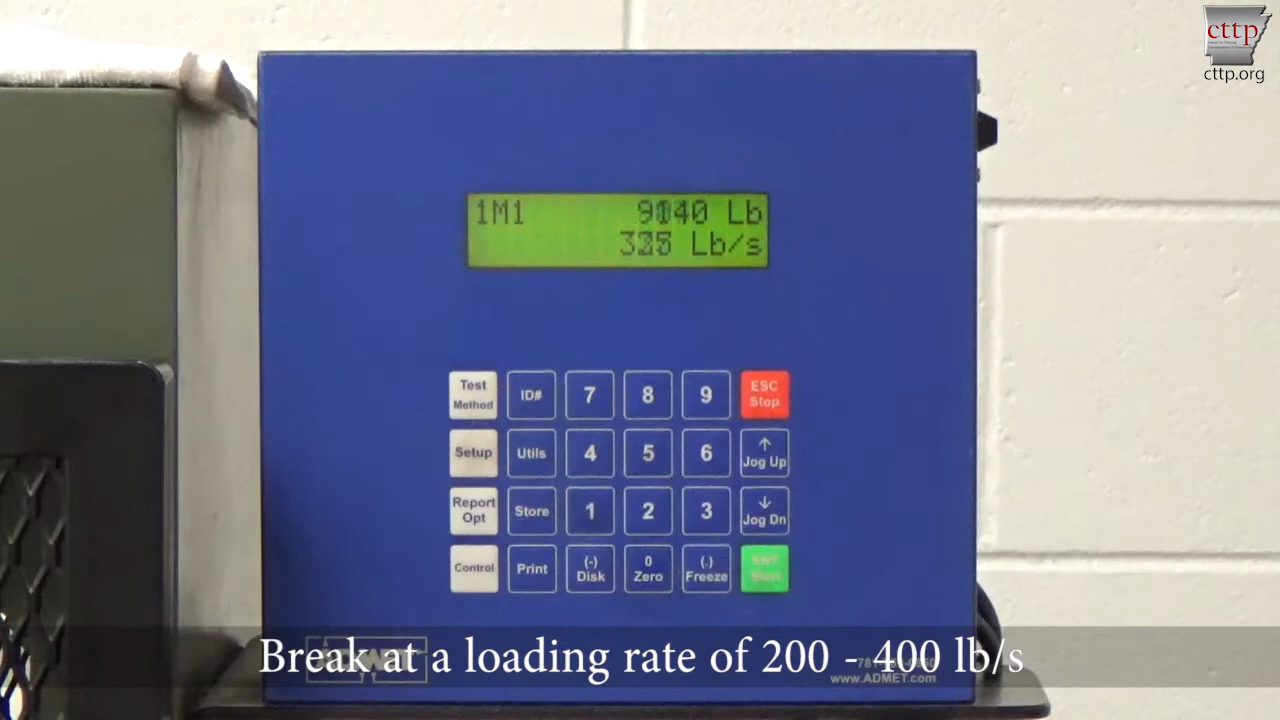 cttp
cttp.org
1M1 Lb
Lb/s
Test
Method
ID#
7
8
9
ESC
Stop
Setup
Utils
4
5
6
Jog Up
Report
Opt
Store
1
2
3
Jog Dn
Control
Print
(-)
Disk
0
Zero
(.)
Freeze
ENT
Start
Break at a loading rate of 200 - 400 lb/s
www.ADMET.com